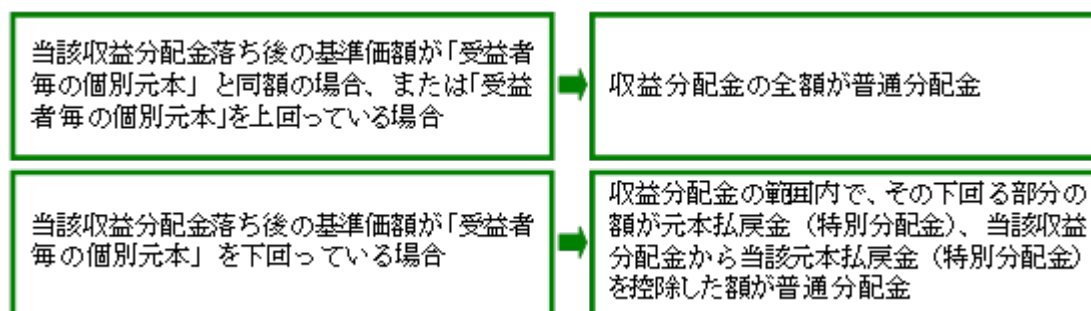 当該収益分配金落ち後の基準価額が「受益者
毎の個別元本」と同額の場合、または「受益
者毎の個別元本」を上回っている場合
収益分配金の全額が普通分配金
当該収益分配金落ち後の基準価額が「受益者
毎の個別元本」を下回っている場合
収益分配金の範囲内で、その下回る部分の
額が元本払戻金（特別分配金）、当該収益
分配金から当該元本払戻金（特別分配金）
を控除した額が普通分配金